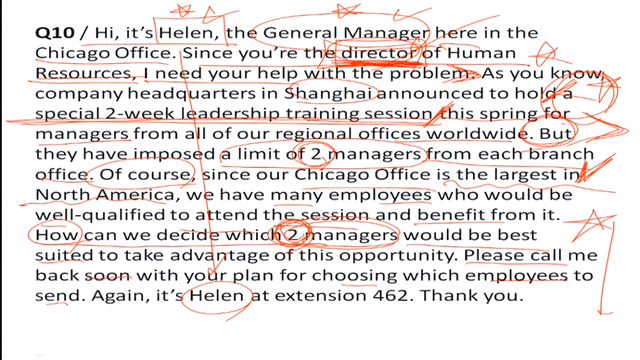 Q10 / Hi, it's Helen, the General Manager here in the
Chicago Office. Since you're the director of Human
Resources, I need your help with the problem. As you know,
company headquarters in Shanghai announced to hold a
special 2-week leadership training session this spring for
managers from all of our regional offices worldwide. But
they have imposed a limit of 2 managers from each branch
office. Of course, since our Chicago Office is the largest in
North America, we have many employees who would be
well-qualified to attend the session and benefit from it.
How can we decide which 2 managers would be best
suited to take advantage of this opportunity. Please call me
back soon with your plan for choosing which employees to
send. Again, it's Helen at extension 462. Thank you.